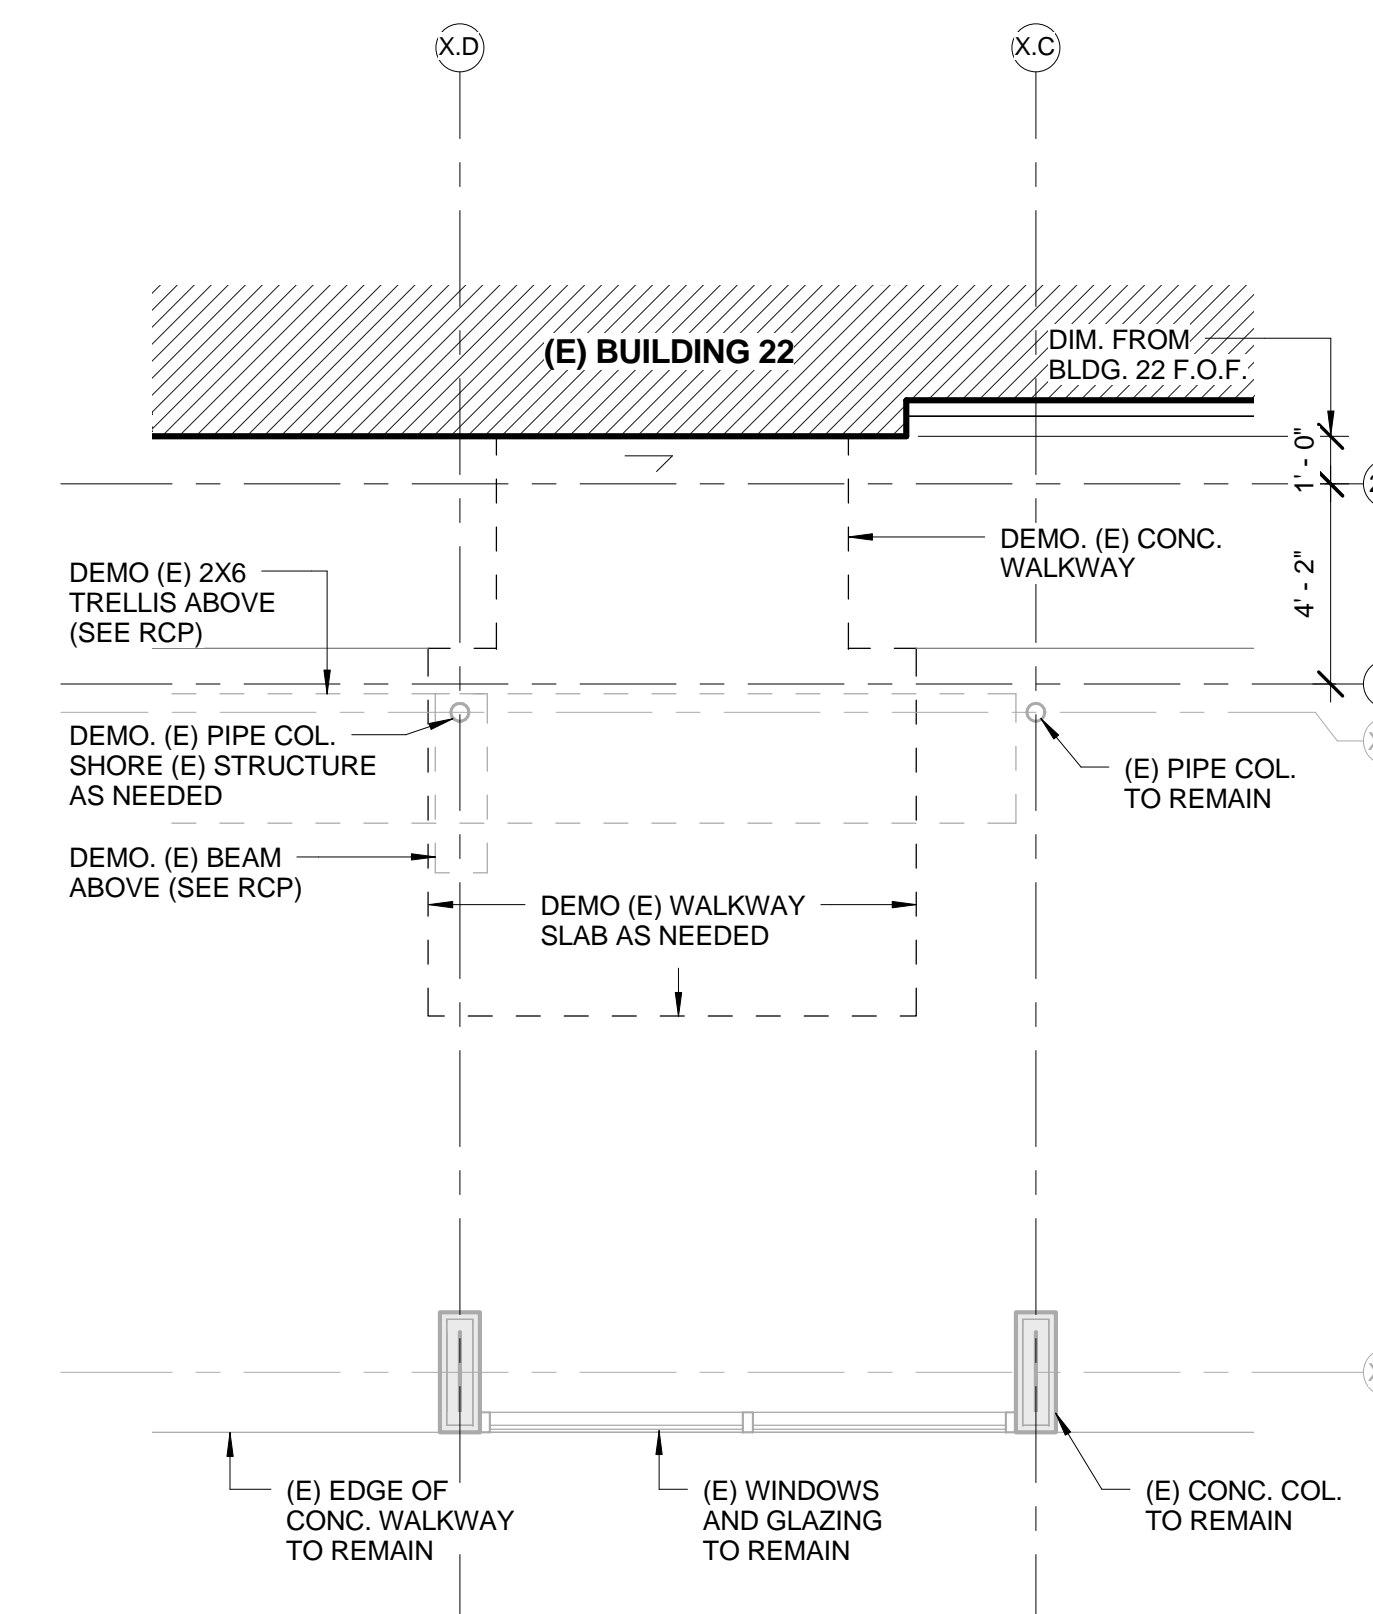 X.D
X.C
(E) BUILDING 22
DIM. FROM
BLDG. 22 F.O.F.
1' - 0"
4' - 2"
DEMO. (E) CONC.
WALKWAY
DEMO (E) 2X6
TRELLIS ABOVE
(SEE RCP)
DEMO. (E) PIPE COL.
SHORE (E) STRUCTURE
AS NEEDED
(E) PIPE COL.
TO REMAIN
DEMO. (E) BEAM
ABOVE (SEE RCP)
DEMO (E) WALKWAY
SLAB AS NEEDED
(E) EDGE OF
CONC. WALKWAY
TO REMAIN
(E) WINDOWS
AND GLAZING
TO REMAIN
(E) CONC. COL.
TO REMAIN